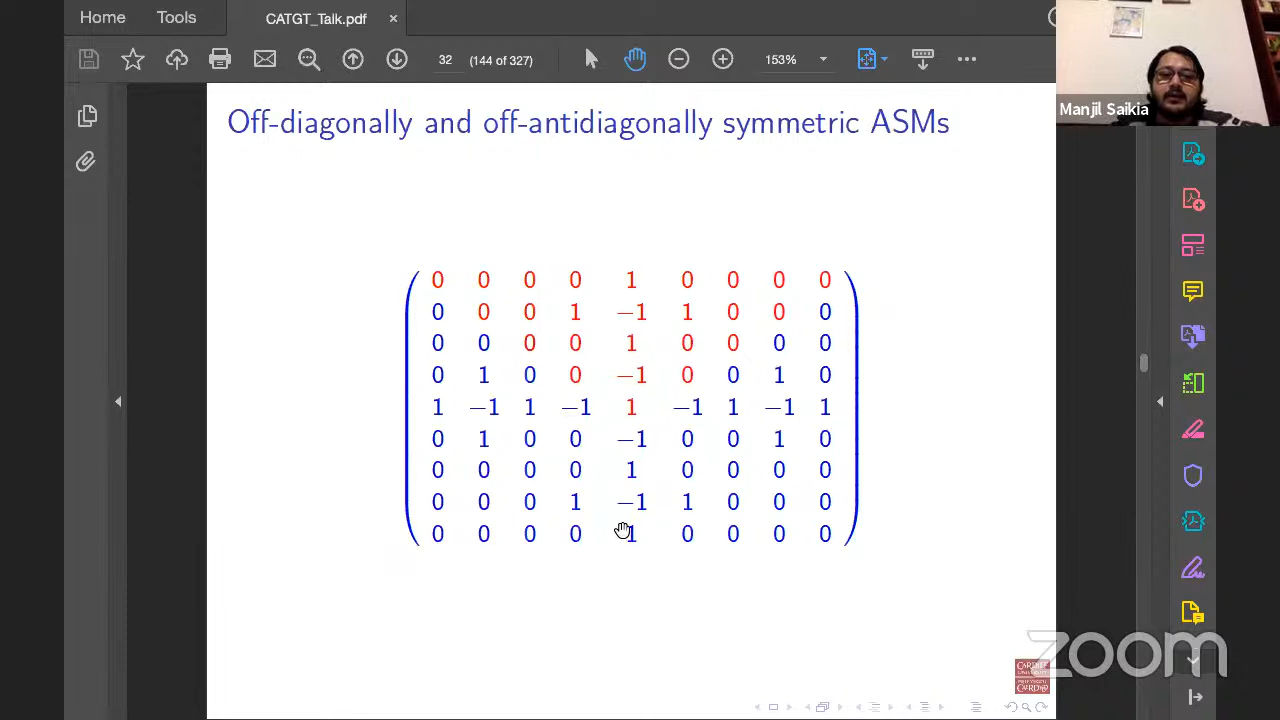 Home Tools CATGT_Talk.pdf ×
32 (144 of 327) 153%
Manjil Saikia
Off-diagonally and off-antidiagonally symmetric ASMs
0 0 0 0 1 0 0 0 0
0 0 0 1 −1 1 0 0 0
0 0 0 0 1 0 0 0 0
0 1 0 0 −1 0 0 1 0
1 −1 1 −1 1 −1 1 −1 1
0 1 0 0 −1 0 0 1 0
0 0 0 0 1 0 0 0 0
0 0 0 1 −1 1 0 0 0
0 0 0 0 1 0 0 0 0
zoom